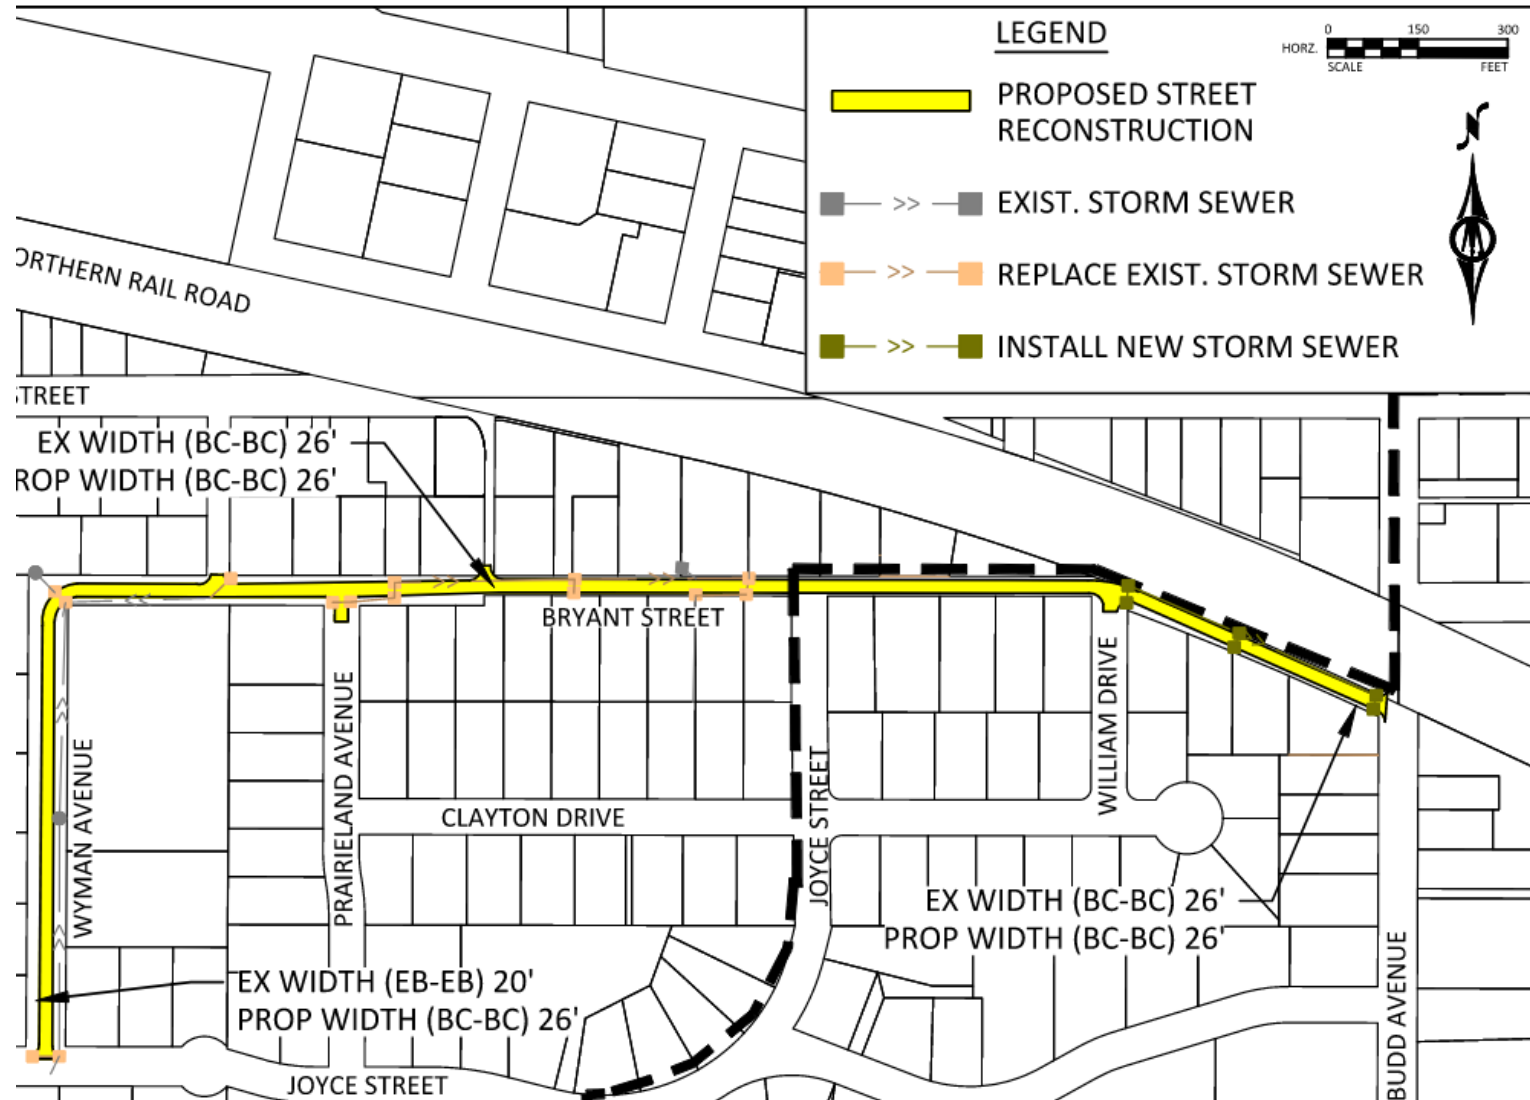 LEGEND
0 150 300
HORZ.
SCALE FEET
PROPOSED STREET
RECONSTRUCTION
N
>> EXIST. STORM SEWER
>> REPLACE EXIST. STORM SEWER
>> INSTALL NEW STORM SEWER
ORTHERN RAIL ROAD
STREET
EX WIDTH (BC-BC) 26'
ROP WIDTH (BC-BC) 26'
BRYANT STREET
WYMAN AVENUE
PRAIRIELAND AVENUE
CLAYTON DRIVE
JOYCE STREET
WILLIAM DRIVE
EX WIDTH (BC-BC) 26'
PROP WIDTH (BC-BC) 26'
EX WIDTH (EB-EB) 20'
PROP WIDTH (BC-BC) 26'
JOYCE STREET
BUDD AVENUE